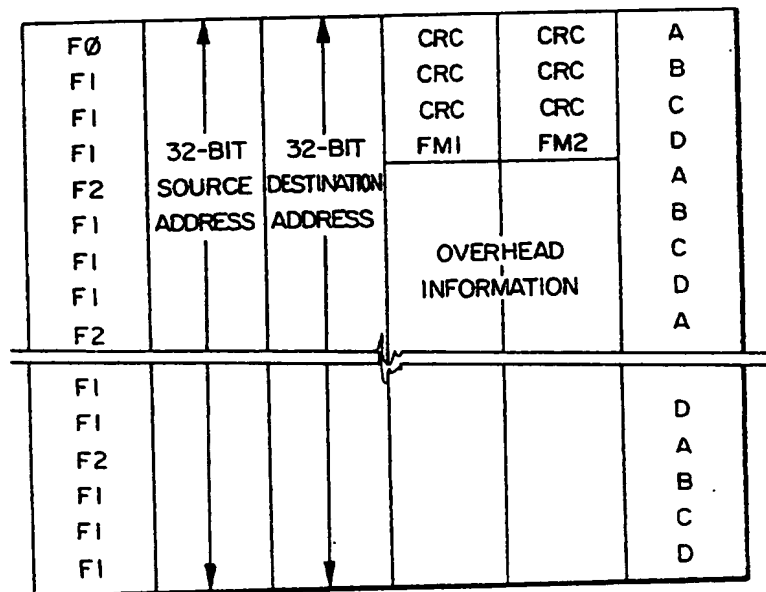 FØ CRC CRC A
F1 CRC CRC B
F1 CRC CRC C
F1 32-BIT 32-BIT FM1 FM2 D
F2 SOURCE DESTINATION A
F1 ADDRESS ADDRESS B
F1 OVERHEAD C
F1 INFORMATION D
F2 A
F1
F1 D
F2 A
F1 B
F1 C
F1 D